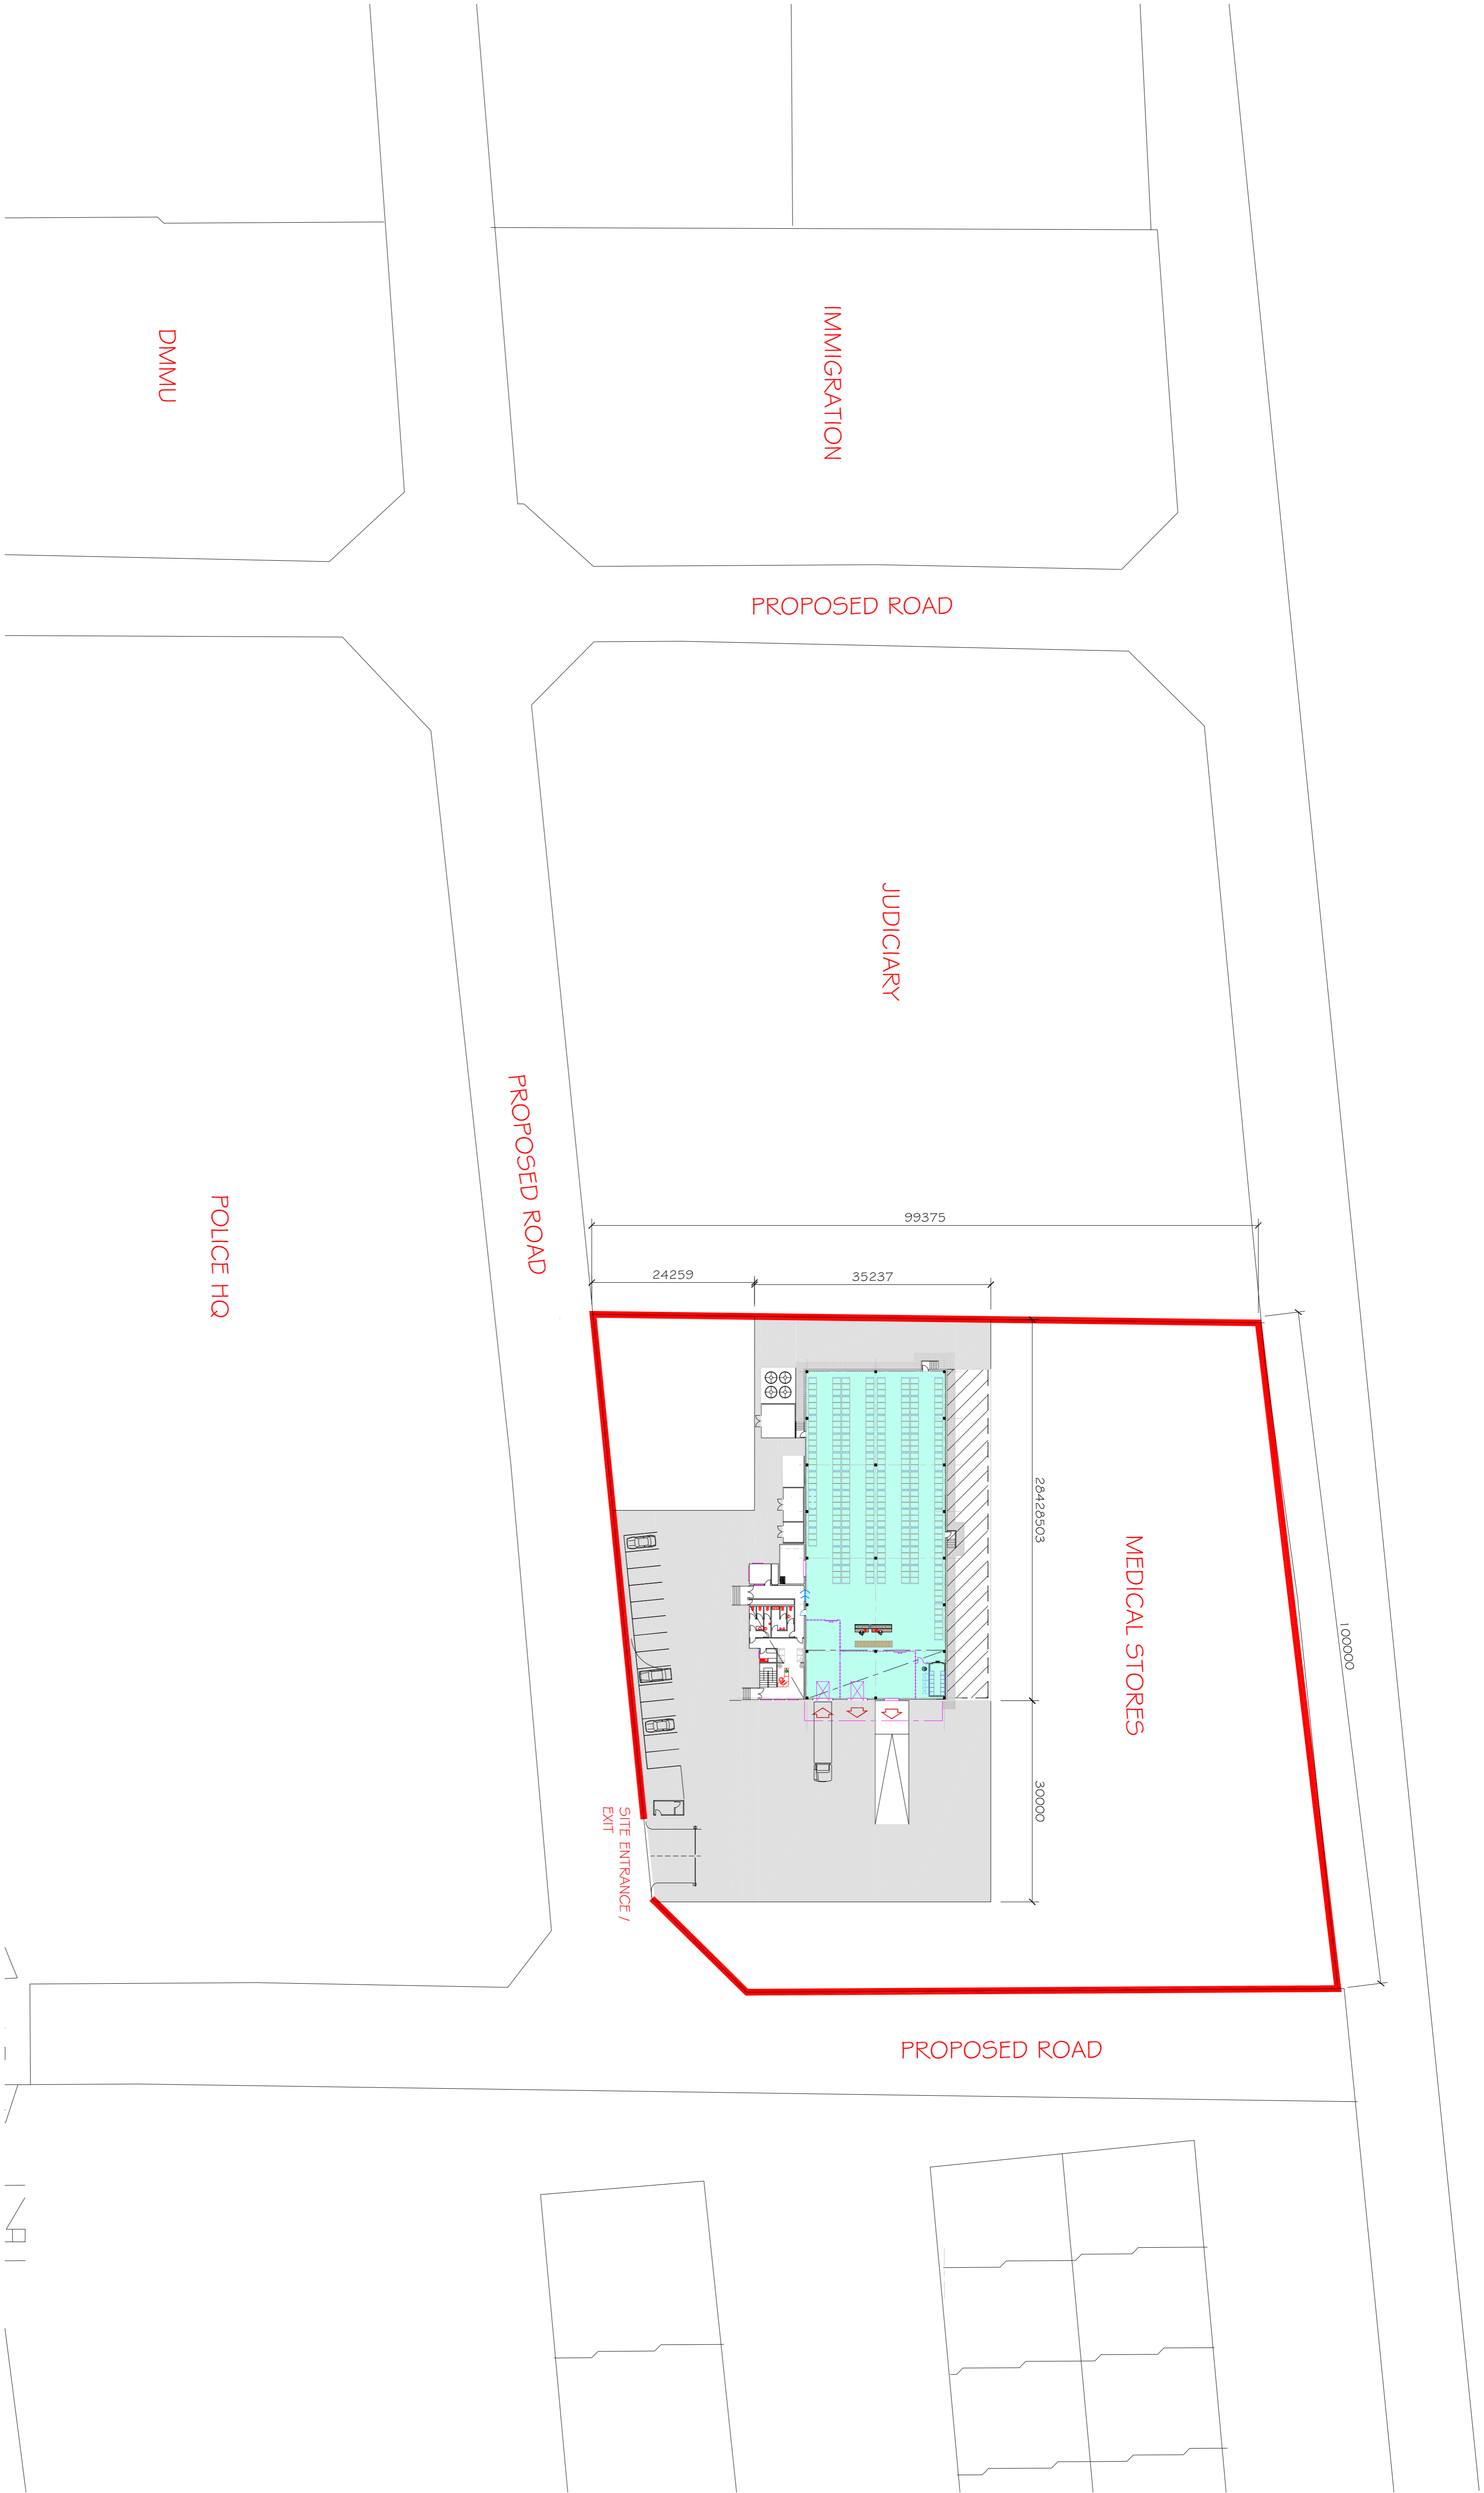 DMMU
IMMIGRATION
PROPOSED ROAD
JUDICIARY
PROPOSED ROAD
POLICE HQ
99375
24259
35237
28428503
MEDICAL STORES
100000
30000
SITE ENTRANCE /
EXIT
PROPOSED ROAD